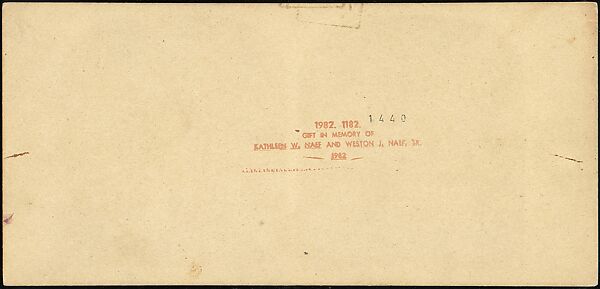 1982. 1182. 1440
GIFT IN MEMORY OF
KATHLEEN W. NAEF AND WESTON J. NAEF, SR.
1982